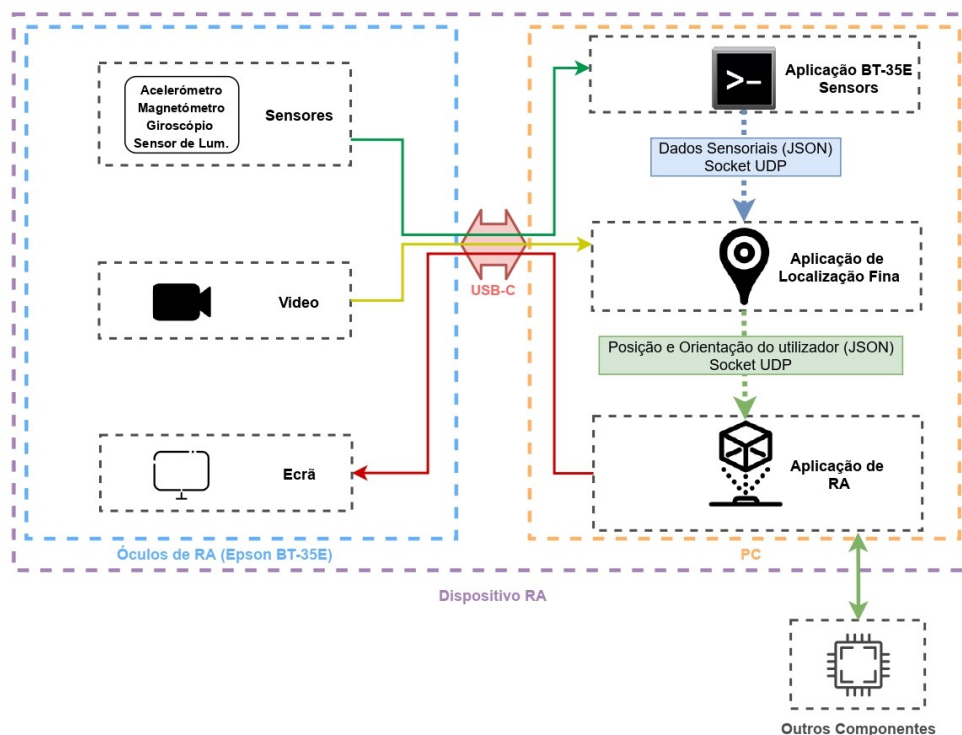 Acelerómetro
Magnetómetro
Giroscópio
Sensor de Lum.
Sensores
Video
Ecrã
Óculos de RA (Epson BT-35E)
USB-C
Aplicação BT-35E
Sensors
Dados Sensoriais (JSON)
Socket UDP
Aplicação de
Localização Fina
Posição e Orientação do utilizador (JSON)
Socket UDP
Aplicação de
RA
PC
Dispositivo RA
Outros Componentes